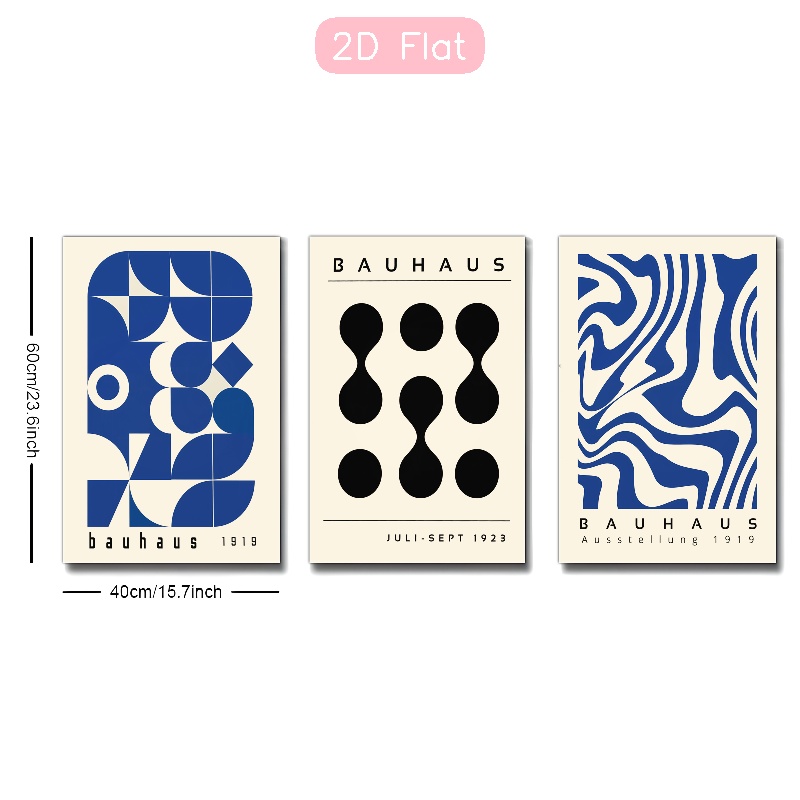 2D Flat
60cm/23.6inch
bauhaus 1919
40cm/15.7inch
BAUHAUS
JULI-SEPT 1923
BAUHAUS
Ausstellung 1919